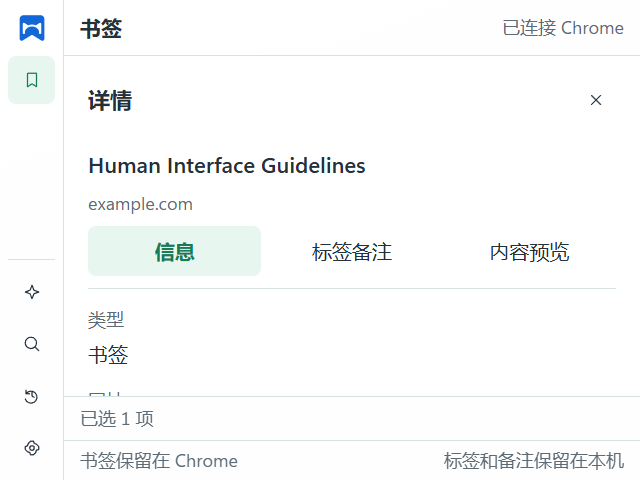 书签
已连接 Chrome
详情
Human Interface Guidelines
example.com
信息
标签备注
内容预览
类型
书签
已选 1 项
书签保留在 Chrome
标签和备注保留在本机